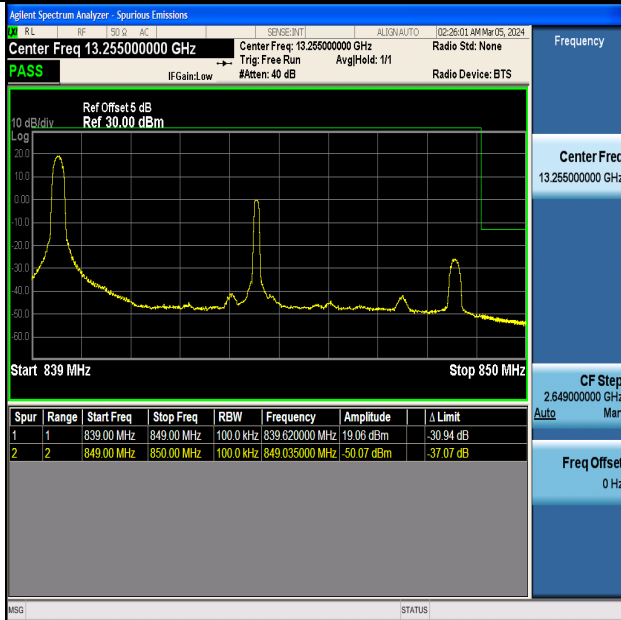 Agilent Spectrum Analyzer - Spurious Emissions
RL RF 50 Ω AC SENSE:INT ALIGN AUTO 02:26:01 AM Mar 05, 2024
Center Freq 13.255000000 GHz
PASS
IFGain:Low
Center Freq: 13.255000000 GHz
Trig: Free Run Avg|Hold: 1/1
#Atten: 40 dB
Radio Std: None
Radio Device: BTS
Ref Offset 5 dB
10 dB/div Ref 30.00 dBm
Log
20.0
10.0
0.00
-10.0
-20.0
-30.0
-40.0
-50.0
-60.0
Start 839 MHz Stop 850 MHz
Spur Range Start Freq Stop Freq RBW Frequency Amplitude Δ Limit
1 1 839.00 MHz 849.00 MHz 100.0 kHz 839.620000 MHz 19.06 dBm -30.94 dB
2 2 849.00 MHz 850.00 MHz 100.0 kHz 849.035000 MHz -50.07 dBm -37.07 dB
MSG STATUS
Frequency
Center Freq
13.255000000 GHz
CF Step
2.649000000 GHz
Auto Man
Freq Offset
0 Hz